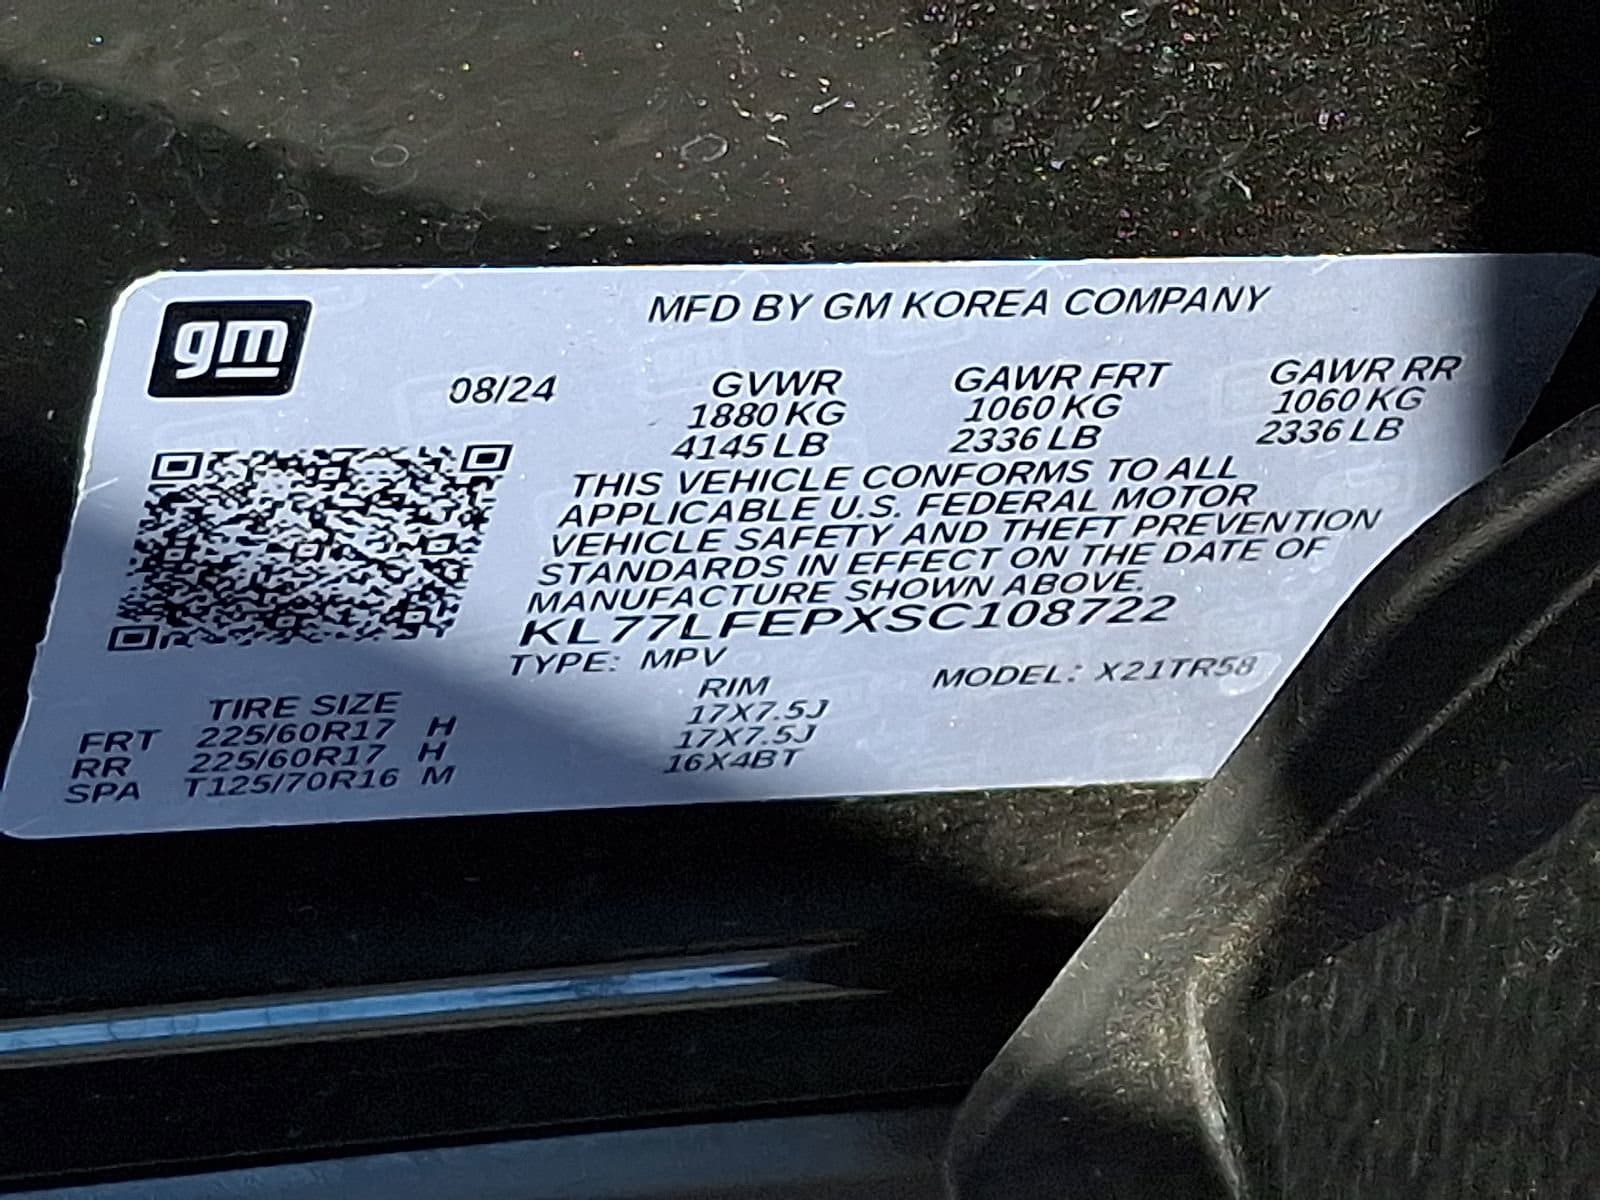 gm
MFD BY GM KOREA COMPANY
08/24
GVWR GAWR FRT GAWR RR
1880 KG 1060 KG 1060 KG
4145 LB 2336 LB 2336 LB
THIS VEHICLE CONFORMS TO ALL
APPLICABLE U.S. FEDERAL MOTOR
VEHICLE SAFETY AND THEFT PREVENTION
STANDARDS IN EFFECT ON THE DATE OF
MANUFACTURE SHOWN ABOVE.
KL77LFEPXSC108722
TYPE: MPV MODEL: X21TR58
TIRE SIZE RIM
FRT 225/60R17 H 17X7.5J
RR 225/60R17 H 17X7.5J
SPA T125/70R16 M 16X4BT